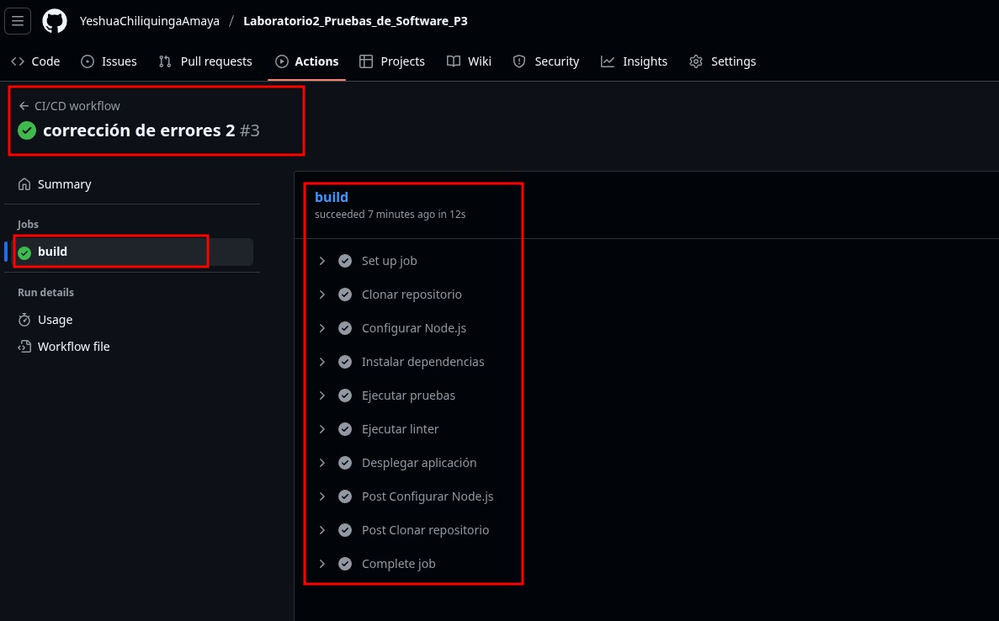 YeshuaChiliquingaAmaya / Laboratorio2_Pruebas_de_Software_P3
Code Issues Pull requests Actions Projects Wiki Security Insights Settings
CI/CD workflow
corrección de errores 2 #3
Summary
Jobs
build
Run details
Usage
Workflow file
build
succeeded 7 minutes ago in 12s
Set up job
Clonar repositorio
Configurar Node.js
Instalar dependencias
Ejecutar pruebas
Ejecutar linter
Desplegar aplicación
Post Configurar Node.js
Post Clonar repositorio
Complete job